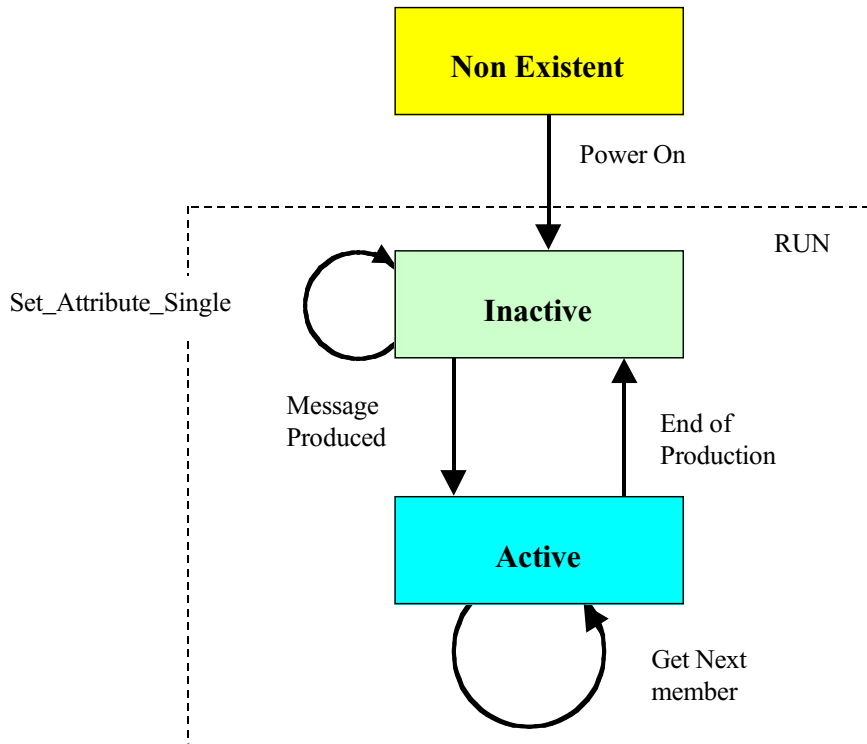 Non Existent
Power On
RUN
Set_Attribute_Single
Inactive
Message
Produced
End of
Production
Active
Get Next
member